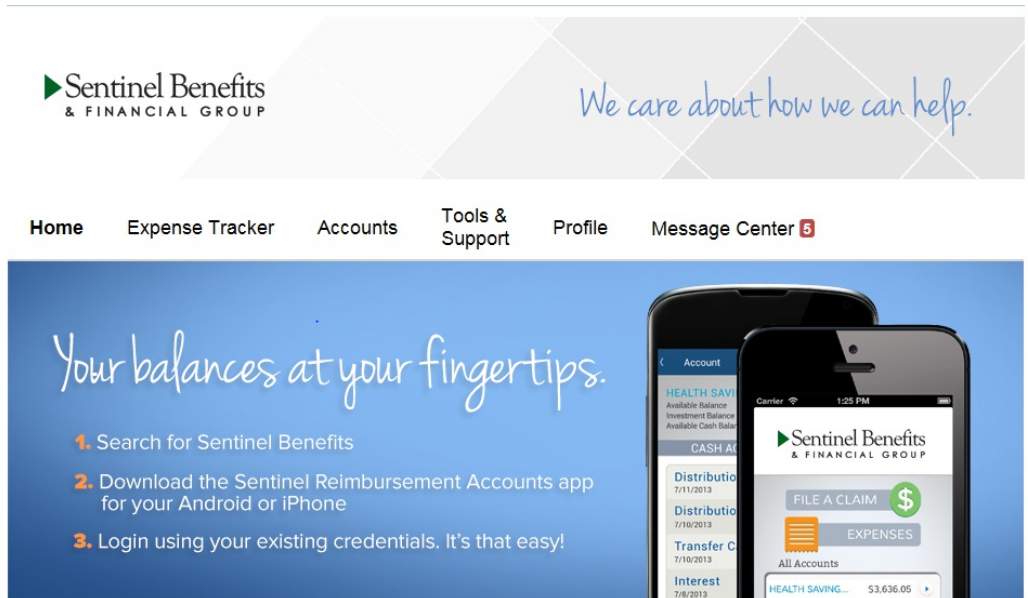 Sentinel Benefits
& FINANCIAL GROUP
We care about how we can help.
Home
Expense Tracker
Accounts
Tools &
Support
Profile
Message Center 5
Your balances at your fingertips.
1. Search for Sentinel Benefits
2. Download the Sentinel Reimbursement Accounts app
for your Android or iPhone
3. Login using your existing credentials. It's that easy!
Account
HEALTH SAVI
Available Balance
Investment Balance
Available Cash Balan
CASH AC
Distributio
7/11/2013
Distributio
7/10/2013
Transfer C
7/10/2013
Interest
7/8/2013
Carrier
1:25 PM
Sentinel Benefits
& FINANCIAL GROUP
FILE A CLAIM $
EXPENSES
All Accounts
HEALTH SAVING... $3,636.05